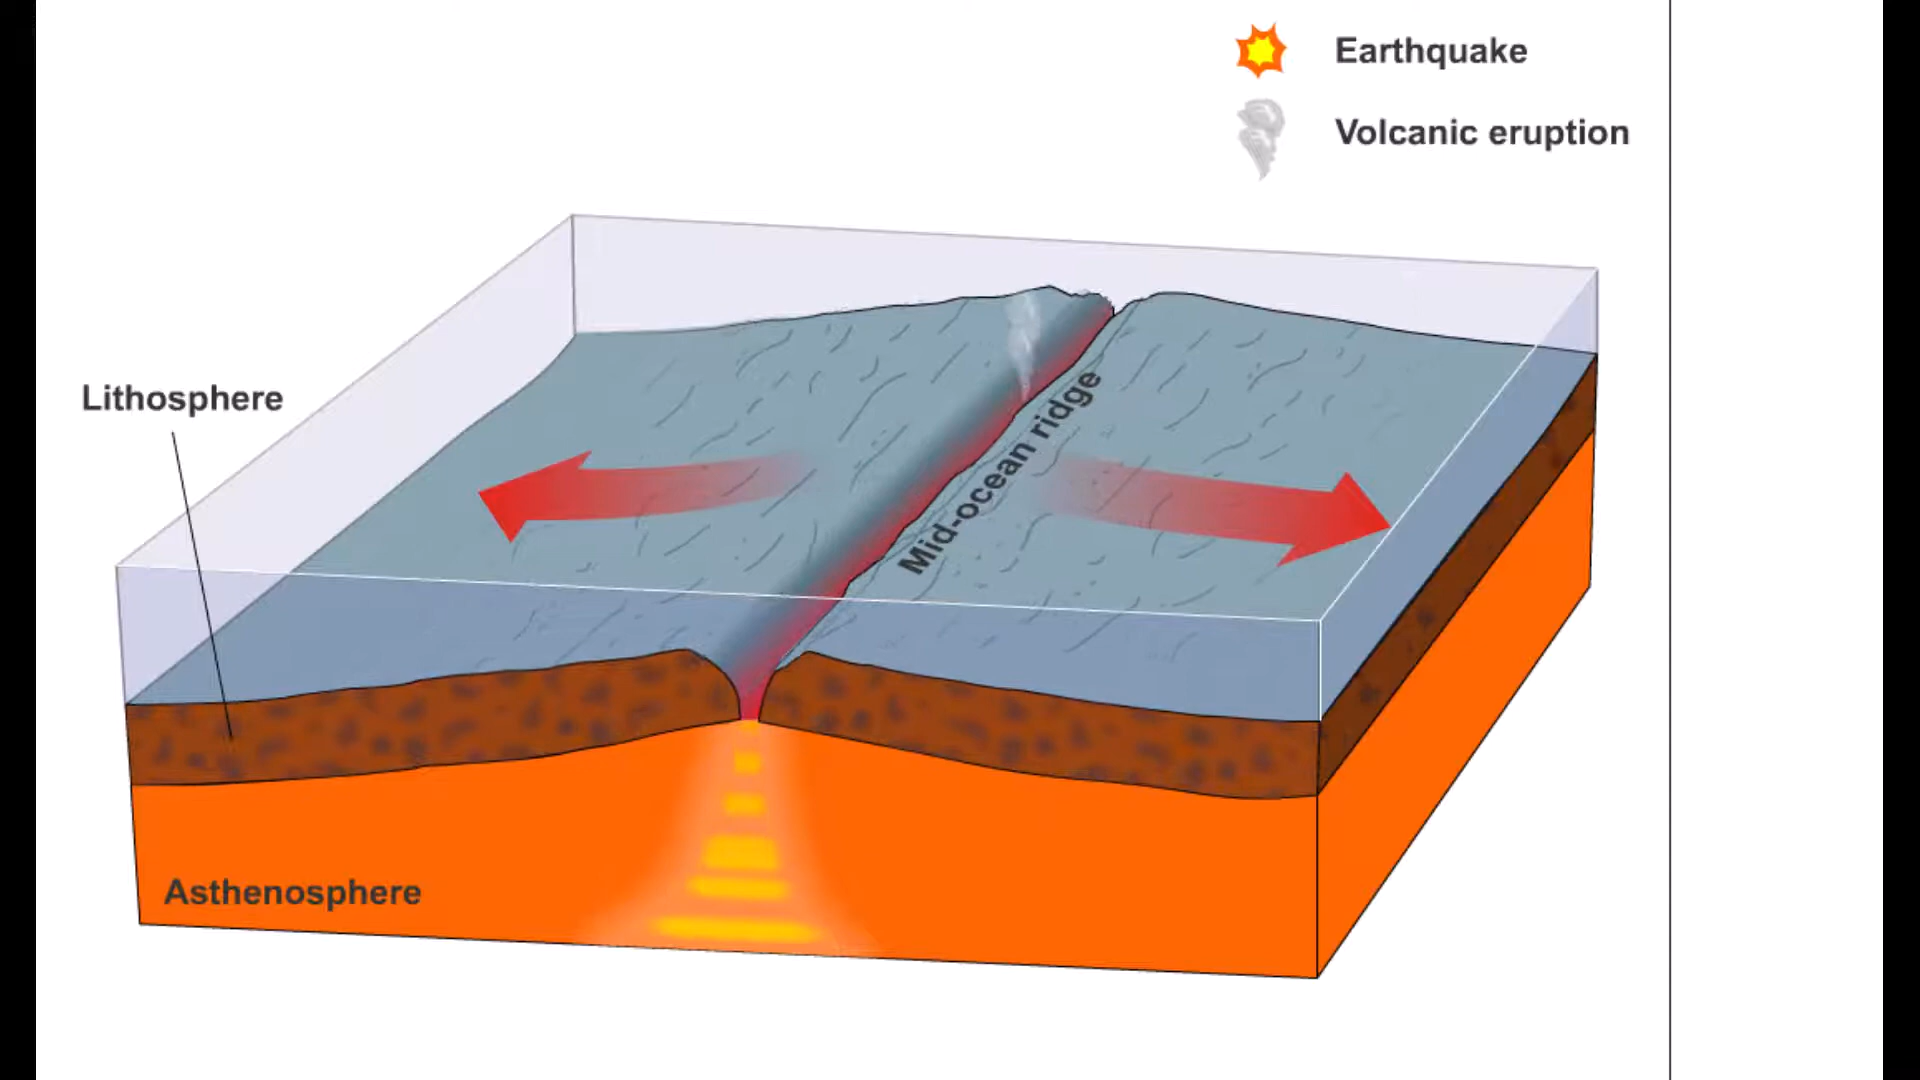 Earthquake
Volcanic eruption
Lithosphere
Mid-ocean ridge
Asthenosphere